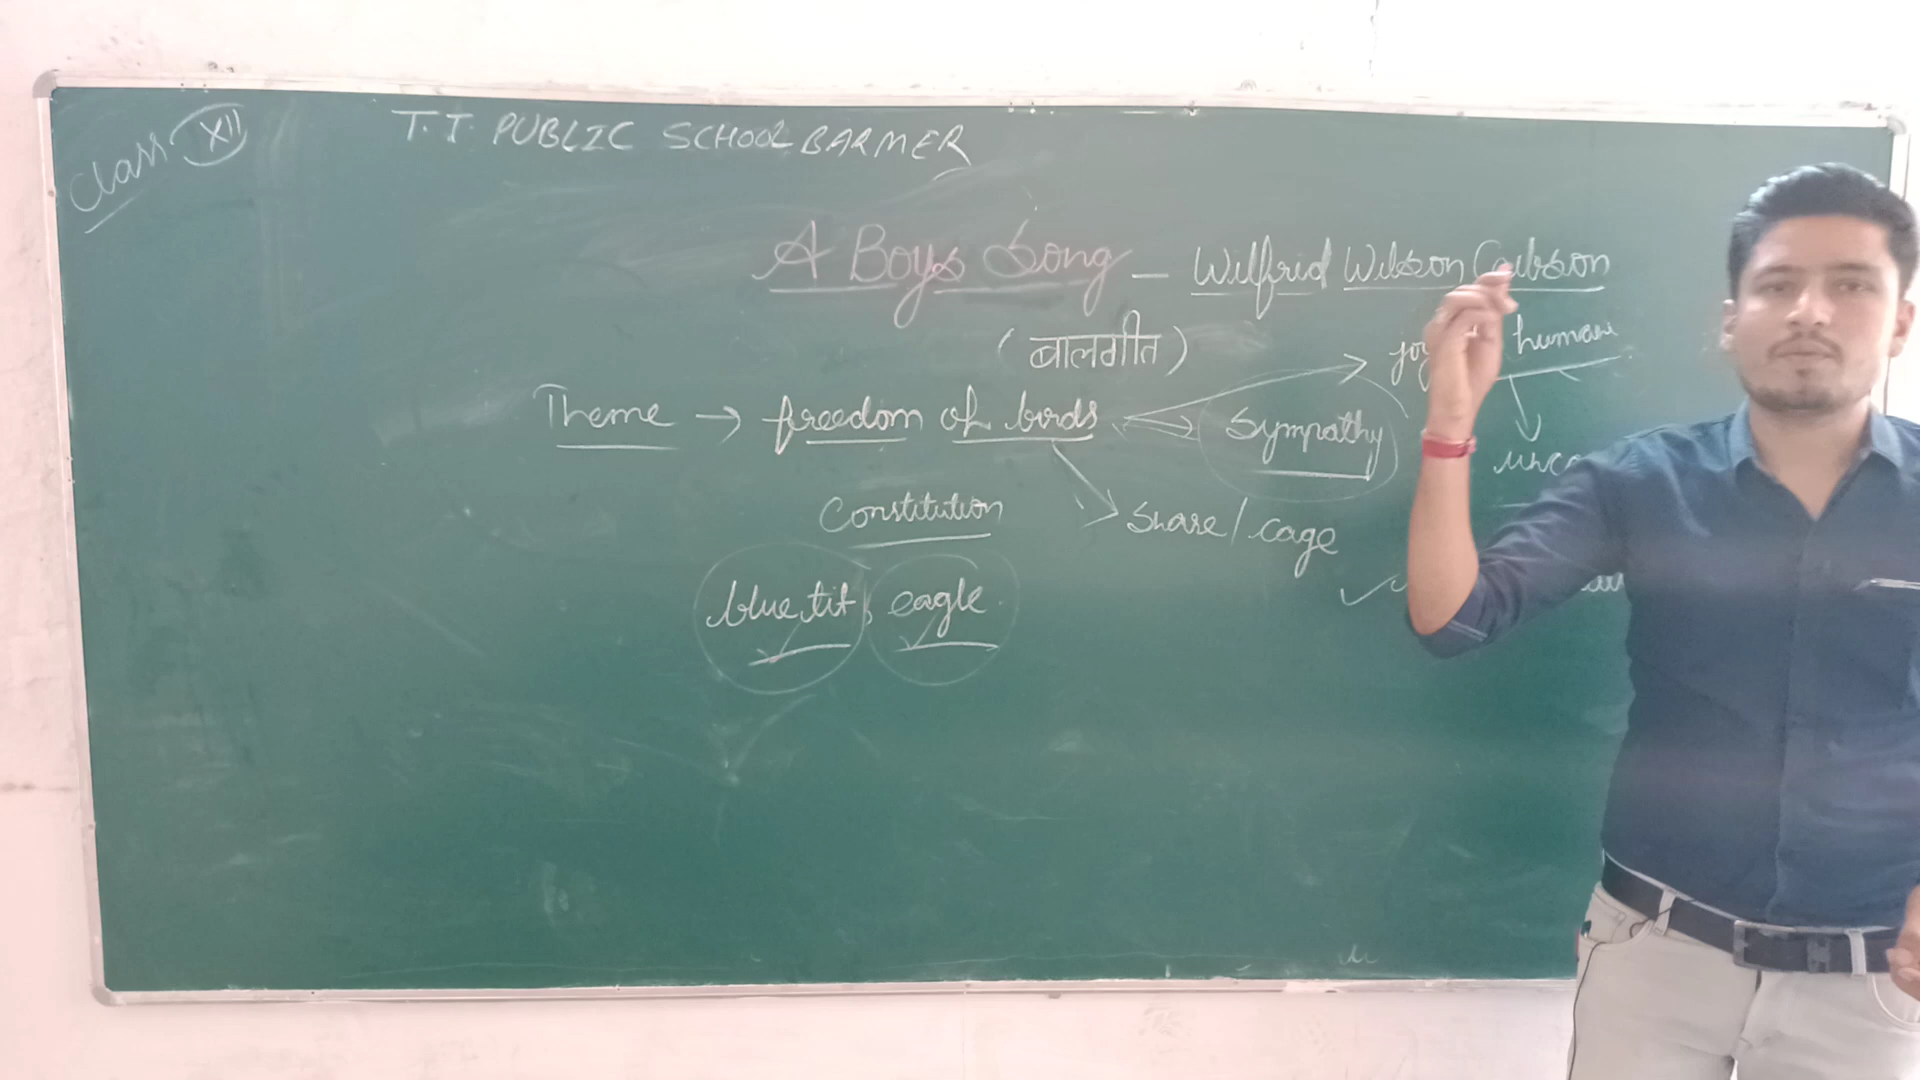 Class XII
T.T. PUBLIC SCHOOL BARMER
A Boys Song - Wilfrid Wilson Gibson
(बालगीत)
human
Theme → freedom of birds → Sympathy
Constitution
Snare / cage
blue tit, eagle